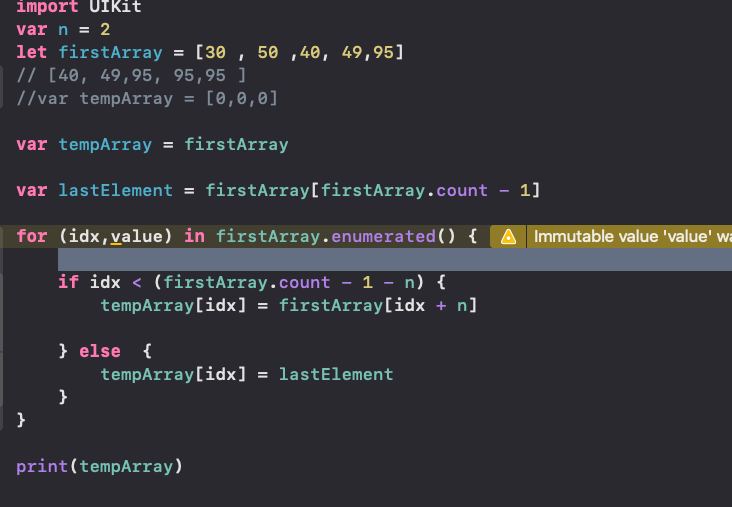 import UIKit
var n = 2
let firstArray = [30 , 50 ,40, 49,95]
// [40, 49,95, 95,95 ]
//var tempArray = [0,0,0]
var tempArray = firstArray
var lastElement = firstArray[firstArray.count - 1]
for (idx,value) in firstArray.enumerated() { Immutable value 'value' wa
if idx < (firstArray.count - 1 - n) {
tempArray[idx] = firstArray[idx + n]
} else  {
tempArray[idx] = lastElement
}
}
print(tempArray)